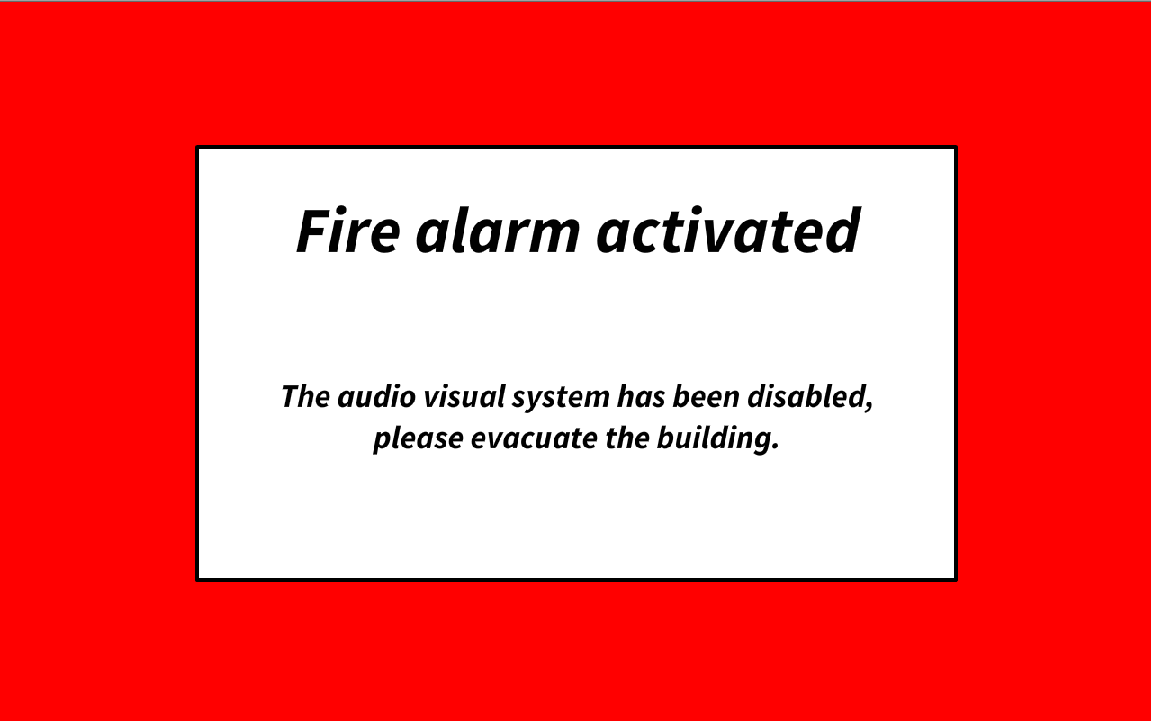 Fire alarm activated
The audio visual system has been disabled,
please evacuate the building.